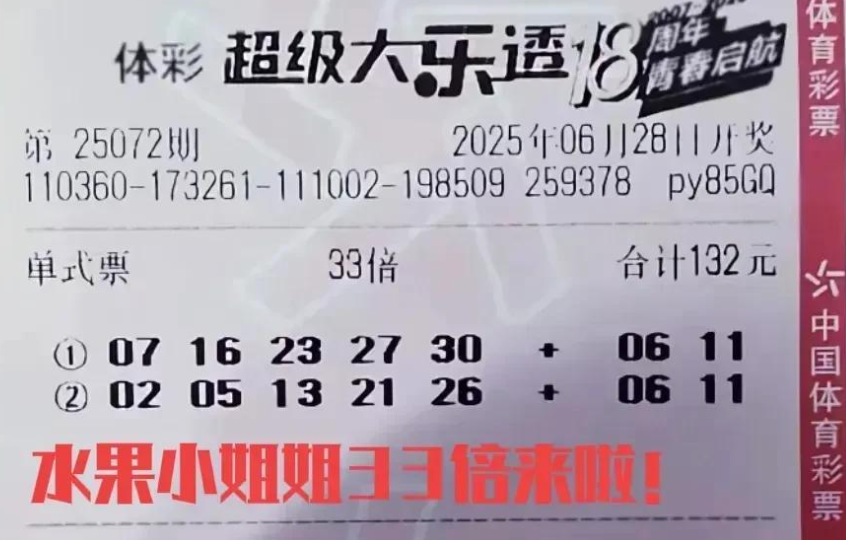 体彩 超级大乐透 18周年 青春启航
第 25072期 2025年06月28日开奖
110360-173261-111002-198509 259378 py85GQ
单式票 33倍 合计132元
① 07 16 23 27 30 + 06 11
② 02 05 13 21 26 + 06 11
水果小姐姐33倍来啦!
体育彩票
中国体育彩票